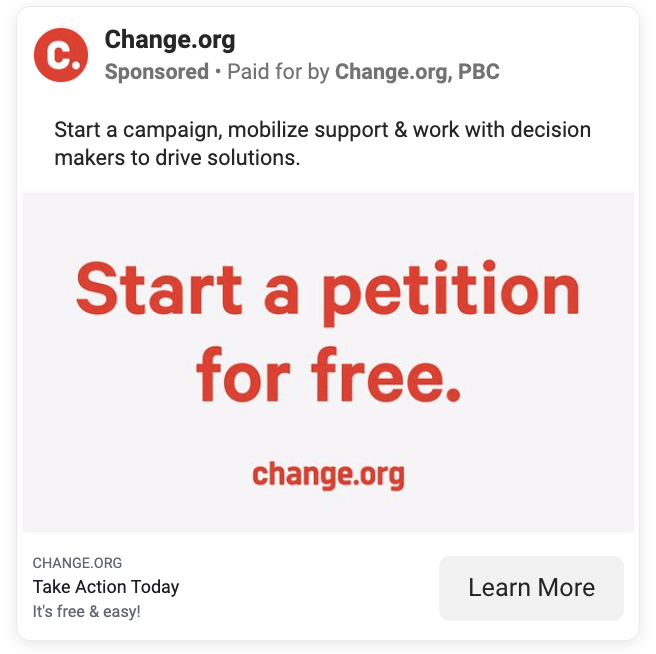 C.
Change.org
Sponsored • Paid for by Change.org, PBC
Start a campaign, mobilize support & work with decision
makers to drive solutions.
Start a petition
for free.
change.org
CHANGE.ORG
Take Action Today
It's free & easy!
Learn More